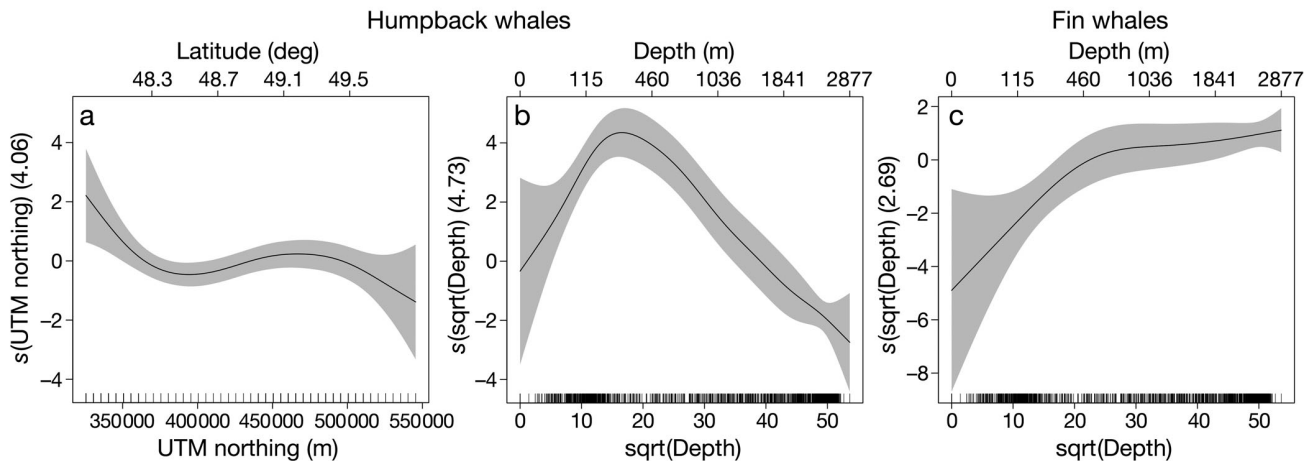 Humpback whales
Fin whales
Latitude (deg)
48.3 48.7 49.1 49.5
a
s(UTM northing) (4.06)
4
2
0
−2
−4
350000 400000 450000 500000 550000
UTM northing (m)
Depth (m)
0 115 460 1036 1841 2877
b
s(sqrt(Depth) (4.73)
4
2
0
−2
−4
0 10 20 30 40 50
sqrt(Depth)
Depth (m)
0 115 460 1036 1841 2877
c
s(sqrt(Depth) (2.69)
2
0
−2
−4
−6
−8
0 10 20 30 40 50
sqrt(Depth)